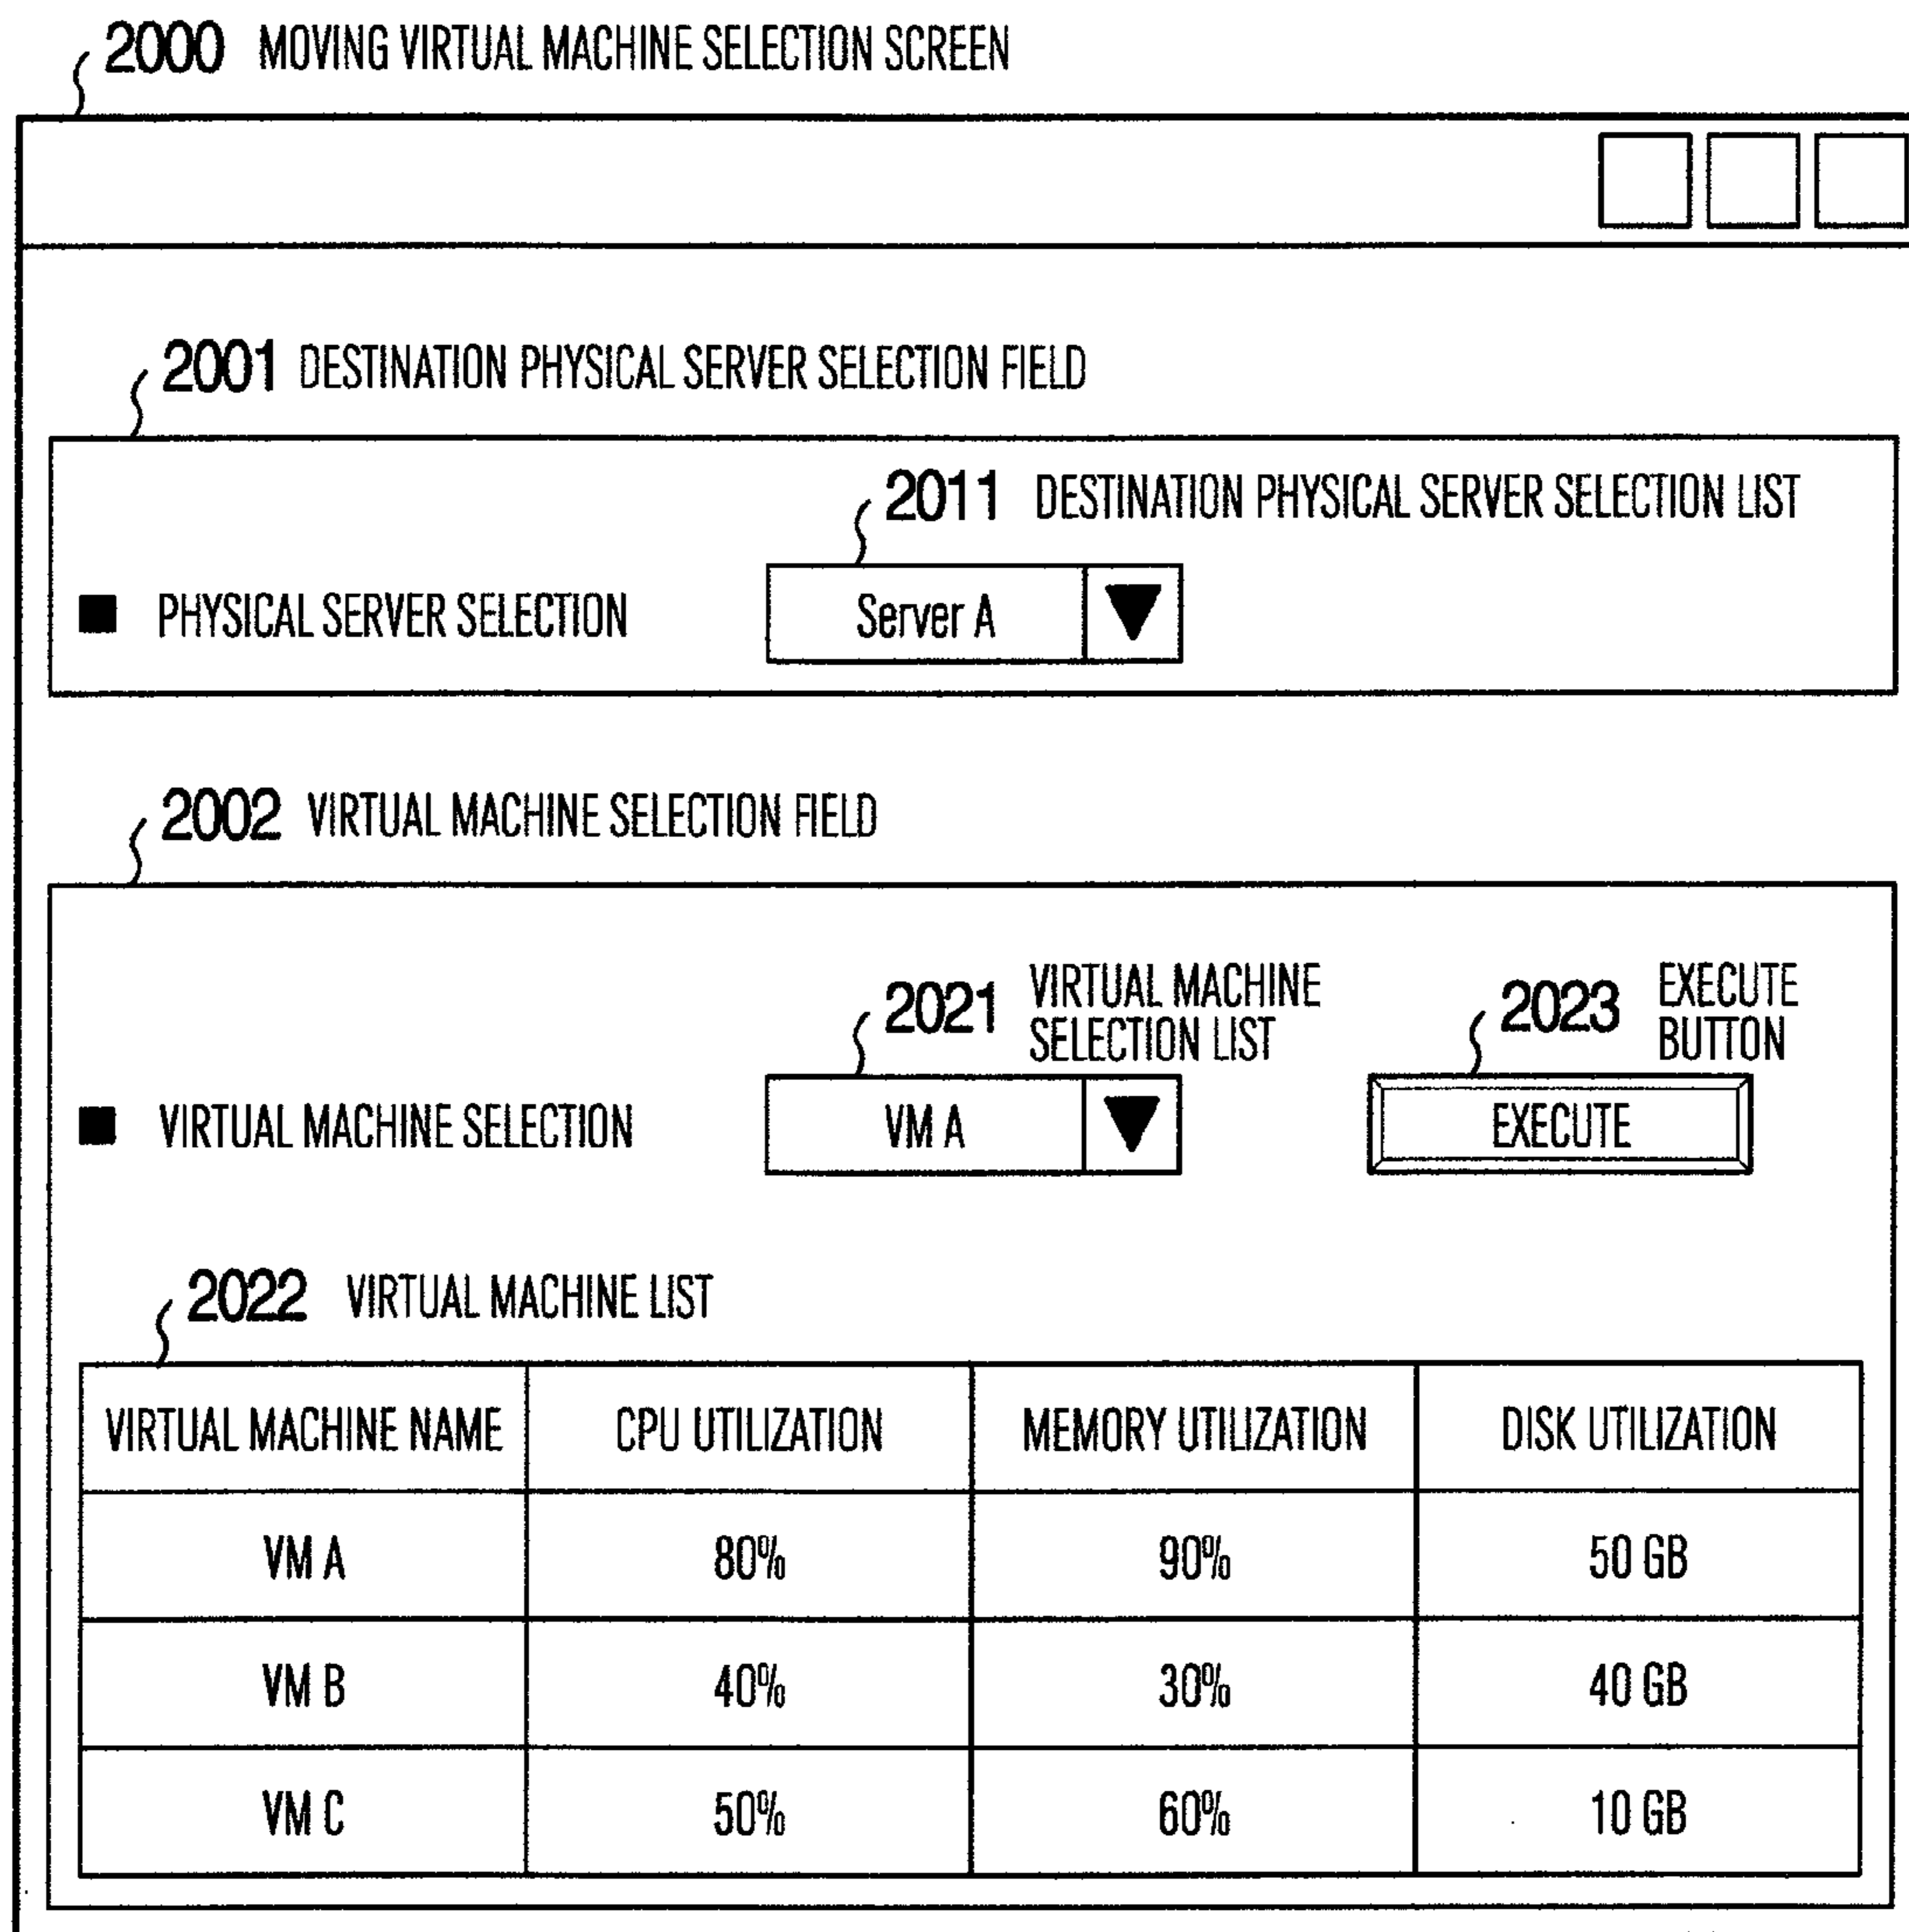 2000 MOVING VIRTUAL MACHINE SELECTION SCREEN
2001 DESTINATION PHYSICAL SERVER SELECTION FIELD
2011 DESTINATION PHYSICAL SERVER SELECTION LIST
■ PHYSICAL SERVER SELECTION Server A ▼
2002 VIRTUAL MACHINE SELECTION FIELD
2021 VIRTUAL MACHINE
SELECTION LIST
2023 EXECUTE
BUTTON
■ VIRTUAL MACHINE SELECTION VM A ▼ EXECUTE
2022 VIRTUAL MACHINE LIST
VIRTUAL MACHINE NAME CPU UTILIZATION MEMORY UTILIZATION DISK UTILIZATION
VM A 80% 90% 50 GB
VM B 40% 30% 40 GB
VM C 50% 60% 10 GB